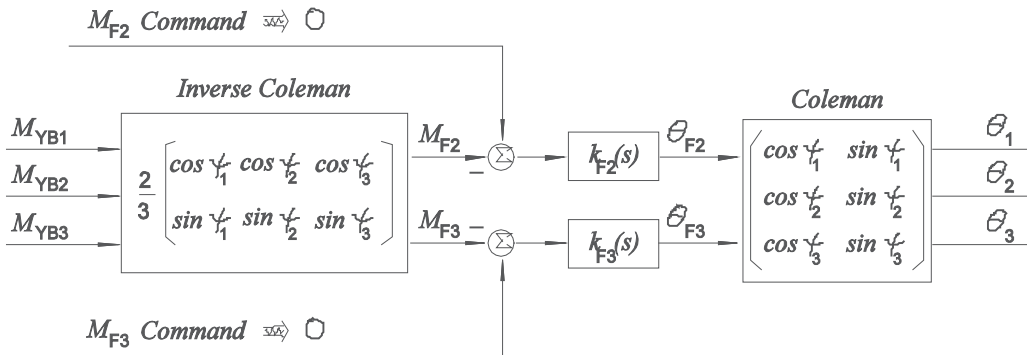 M_F2 Command ⇒ 0
Inverse Coleman
Coleman
M_YB1
M_YB2
M_YB3
2/3
cos ψ_1 cos ψ_2 cos ψ_3
sin ψ_1 sin ψ_2 sin ψ_3
M_F2
− Σ
k_F2(s)
θ_F2
M_F3
− Σ
k_F3(s)
θ_F3
cos ψ_1 sin ψ_1
cos ψ_2 sin ψ_2
cos ψ_3 sin ψ_3
θ_1
θ_2
θ_3
M_F3 Command ⇒ 0